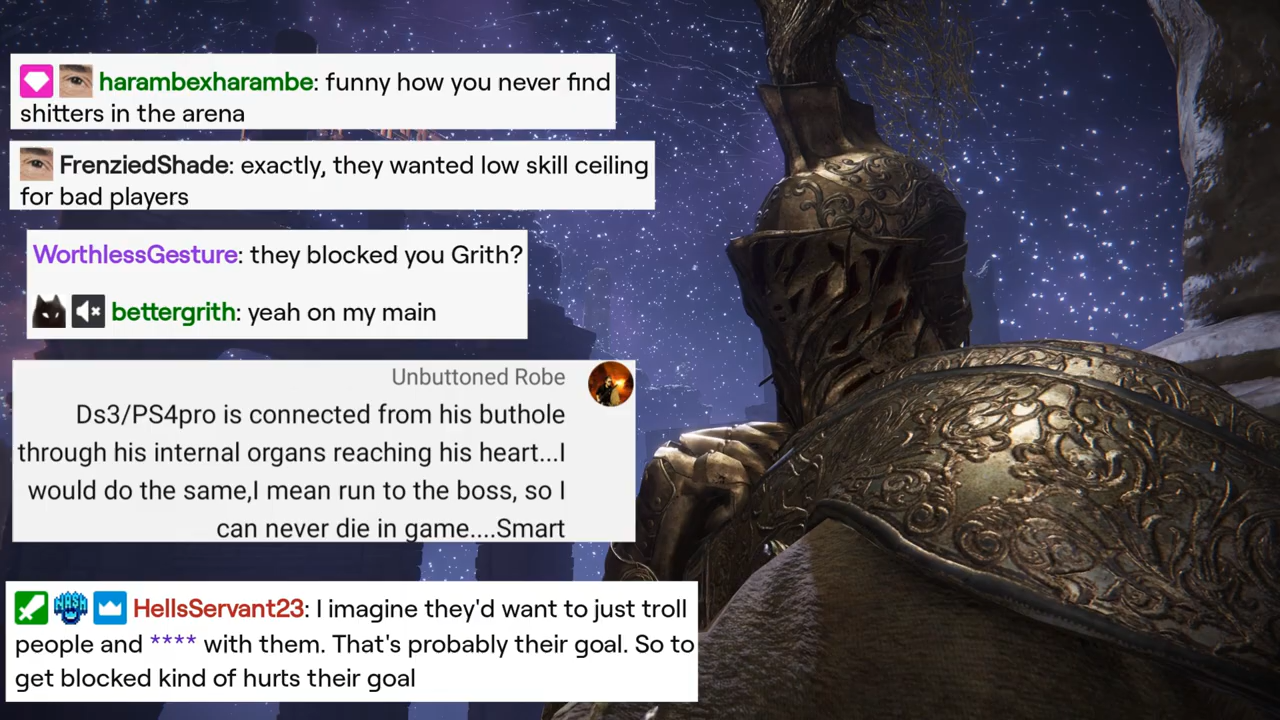 harambexharambe: funny how you never find
shitters in the arena
FrenziedShade: exactly, they wanted low skill ceiling
for bad players
WorthlessGesture: they blocked you Grith?
bettergrith: yeah on my main
Unbuttoned Robe
Ds3/PS4pro is connected from his buthole
through his internal organs reaching his heart...I
would do the same,I mean run to the boss, so I
can never die in game....Smart
NASH HellsServant23: I imagine they'd want to just troll
people and **** with them. That's probably their goal. So to
get blocked kind of hurts their goal